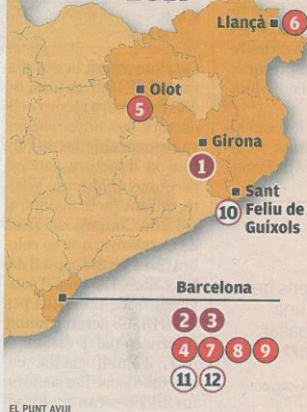 Llançà 6
Olot
5
Girona
1
Sant
10 Feliu de
Guíxols
Barcelona
2 3
4 7 8 9
11 12
EL PUNT AVUI